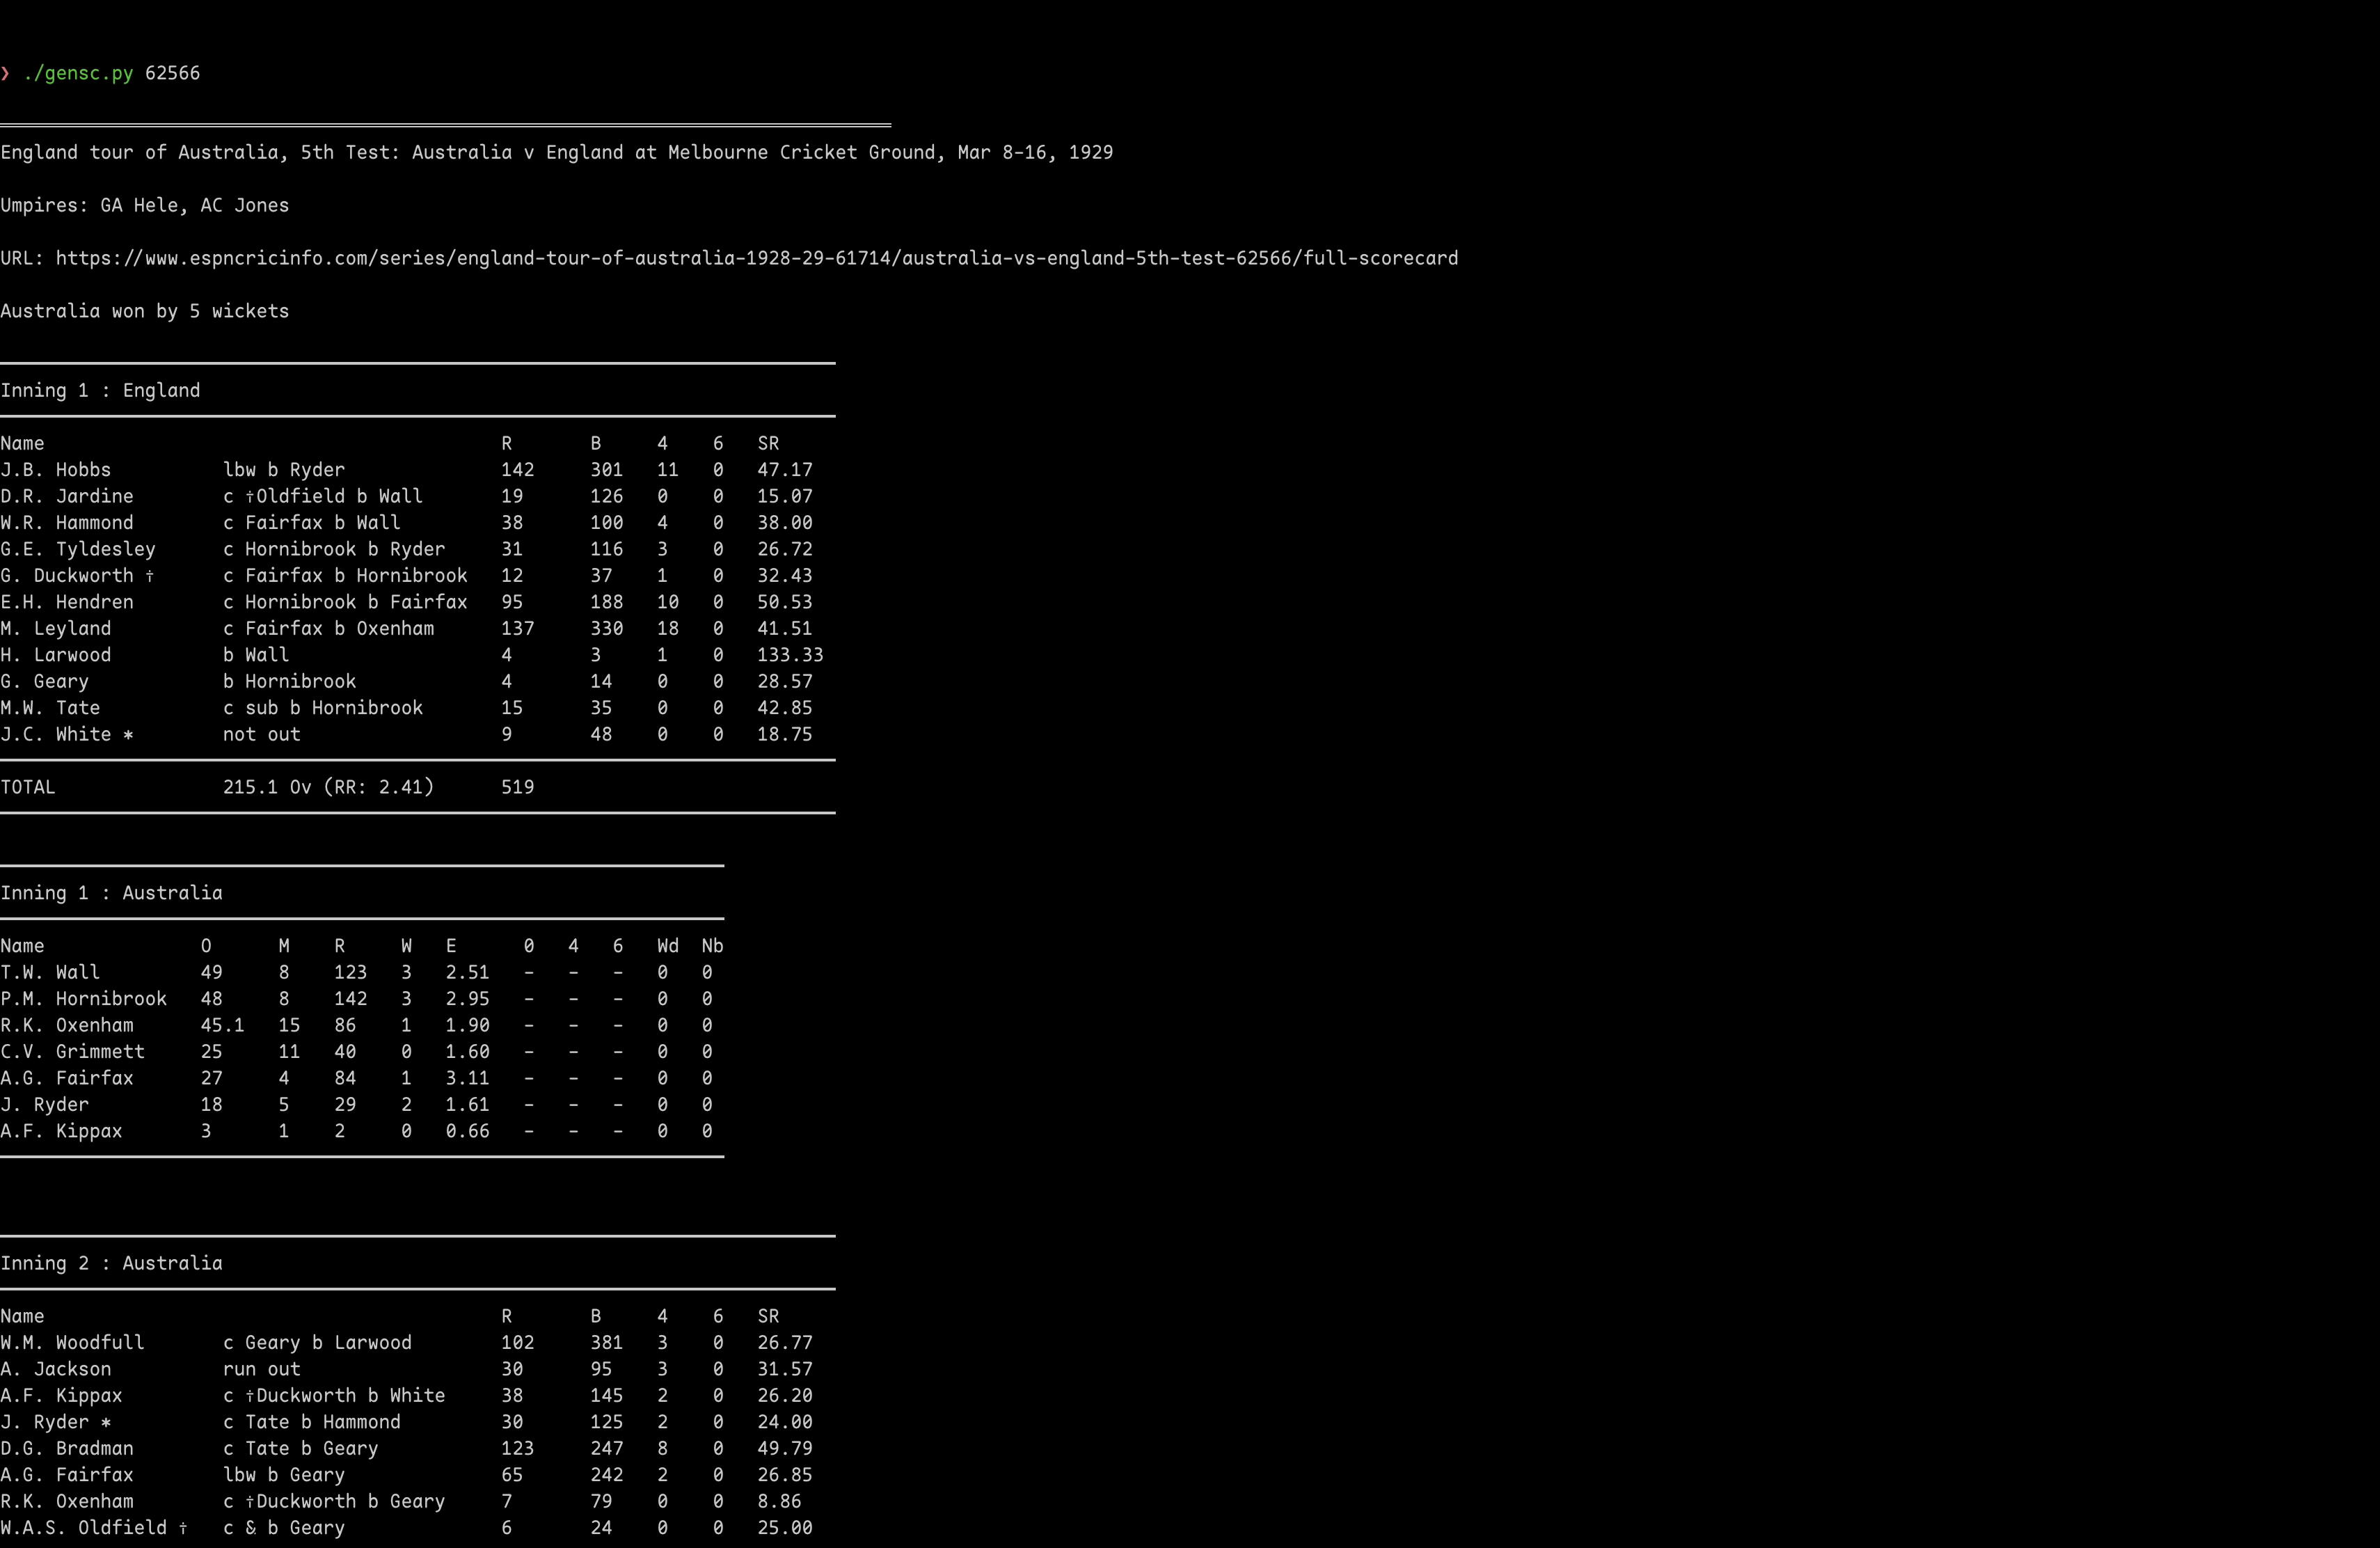 ❯ ./gensc.py 62566
England tour of Australia, 5th Test: Australia v England at Melbourne Cricket Ground, Mar 8-16, 1929
Umpires: GA Hele, AC Jones
URL: https://www.espncricinfo.com/series/england-tour-of-australia-1928-29-61714/australia-vs-england-5th-test-62566/full-scorecard
Australia won by 5 wickets
Inning 1 : England
Name R B 4 6 SR
J.B. Hobbs lbw b Ryder 142 301 11 0 47.17
D.R. Jardine c †Oldfield b Wall 19 126 0 0 15.07
W.R. Hammond c Fairfax b Wall 38 100 4 0 38.00
G.E. Tyldesley c Hornibrook b Ryder 31 116 3 0 26.72
G. Duckworth † c Fairfax b Hornibrook 12 37 1 0 32.43
E.H. Hendren c Hornibrook b Fairfax 95 188 10 0 50.53
M. Leyland c Fairfax b Oxenham 137 330 18 0 41.51
H. Larwood b Wall 4 3 1 0 133.33
G. Geary b Hornibrook 4 14 0 0 28.57
M.W. Tate c sub b Hornibrook 15 35 0 0 42.85
J.C. White * not out 9 48 0 0 18.75
TOTAL 215.1 Ov (RR: 2.41) 519
Inning 1 : Australia
Name O M R W E 0 4 6 Wd Nb
T.W. Wall 49 8 123 3 2.51 - - - 0 0
P.M. Hornibrook 48 8 142 3 2.95 - - - 0 0
R.K. Oxenham 45.1 15 86 1 1.90 - - - 0 0
C.V. Grimmett 25 11 40 0 1.60 - - - 0 0
A.G. Fairfax 27 4 84 1 3.11 - - - 0 0
J. Ryder 18 5 29 2 1.61 - - - 0 0
A.F. Kippax 3 1 2 0 0.66 - - - 0 0
Inning 2 : Australia
Name R B 4 6 SR
W.M. Woodfull c Geary b Larwood 102 381 3 0 26.77
A. Jackson run out 30 95 3 0 31.57
A.F. Kippax c †Duckworth b White 38 145 2 0 26.20
J. Ryder * c Tate b Hammond 30 125 2 0 24.00
D.G. Bradman c Tate b Geary 123 247 8 0 49.79
A.G. Fairfax lbw b Geary 65 242 2 0 26.85
R.K. Oxenham c †Duckworth b Geary 7 79 0 0 8.86
W.A.S. Oldfield † c & b Geary 6 24 0 0 25.00